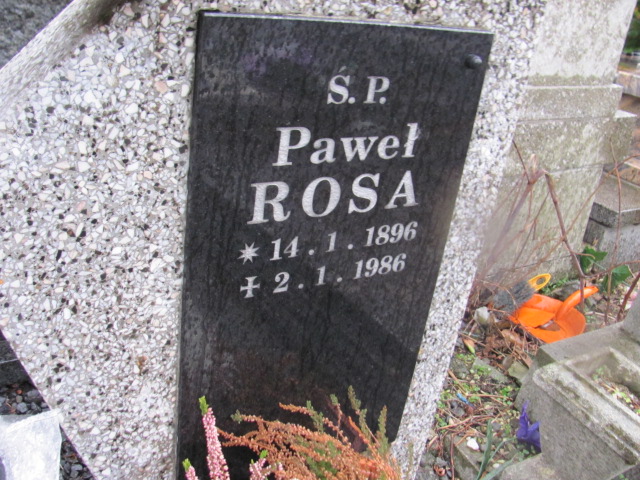 Ś. P.
Paweł
ROSA
* 14 . 1 . 1896
✝ 2 . 1 . 1986